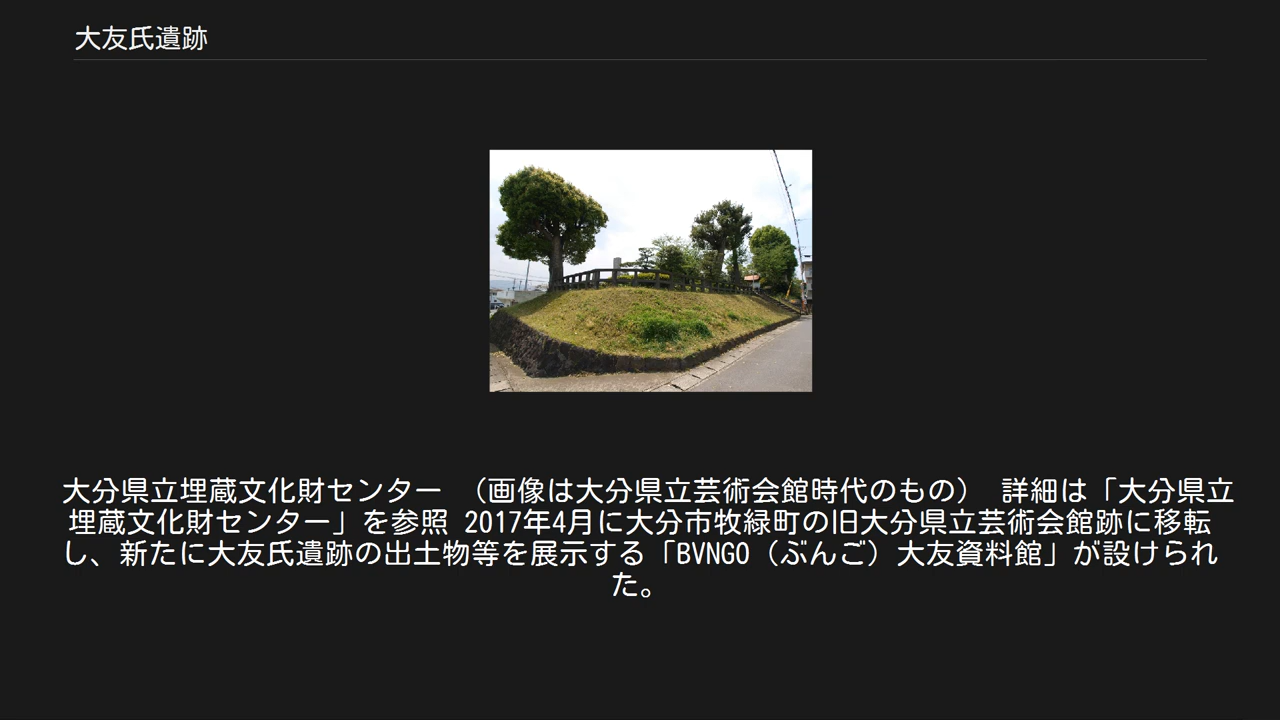 大友氏遺跡
大分県立埋蔵文化財センター （画像は大分県立芸術会館時代のもの） 詳細は「大分県立
埋蔵文化財センター」を参照 2017年4月に大分市牧緑町の旧大分県立芸術会館跡に移転
し、新たに大友氏遺跡の出土物等を展示する「BVNGO（ぶんご）大友資料館」が設けられ
た。